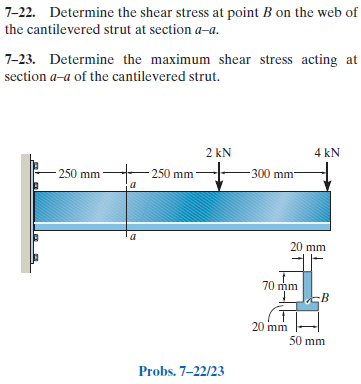 7–22. Determine the shear stress at point B on the web of
the cantilevered strut at section a–a.
7–23. Determine the maximum shear stress acting at
section a–a of the cantilevered strut.
2 kN
4 kN
250 mm
250 mm
300 mm
a
a
20 mm
70 mm
B
20 mm
50 mm
Probs. 7–22/23